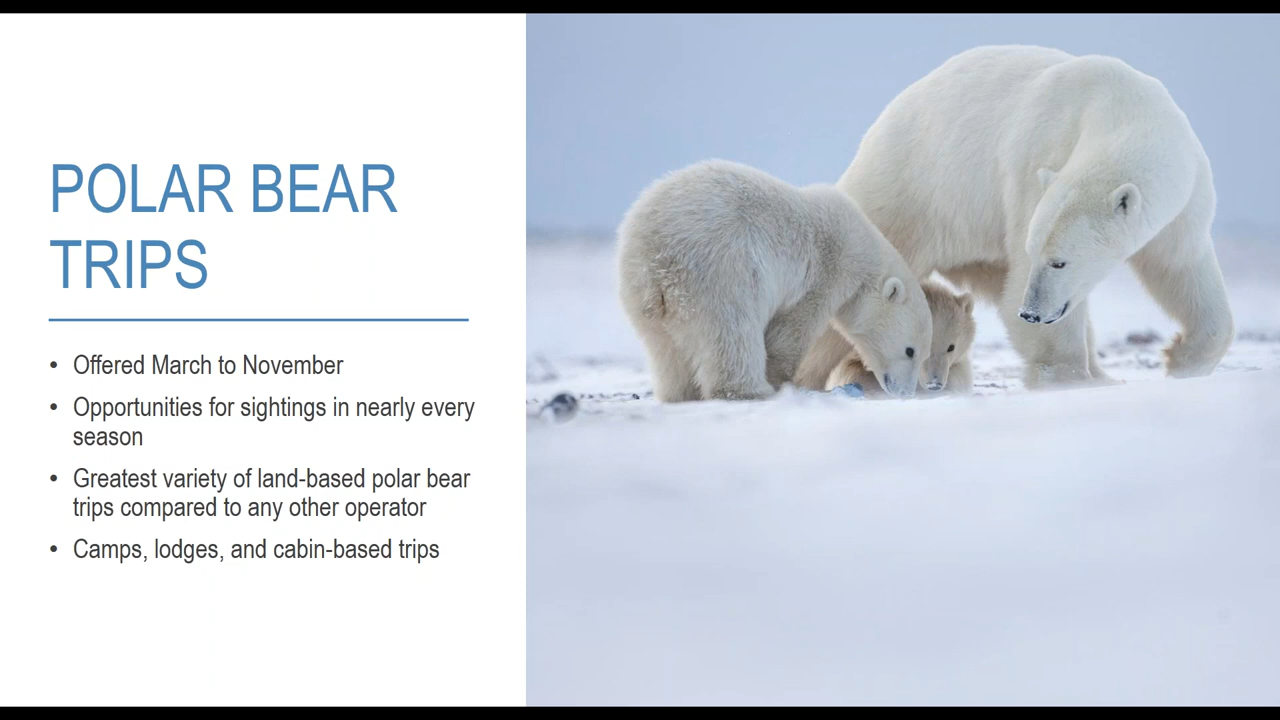 POLAR BEAR
TRIPS
• Offered March to November
• Opportunities for sightings in nearly every
season
• Greatest variety of land-based polar bear
trips compared to any other operator
• Camps, lodges, and cabin-based trips